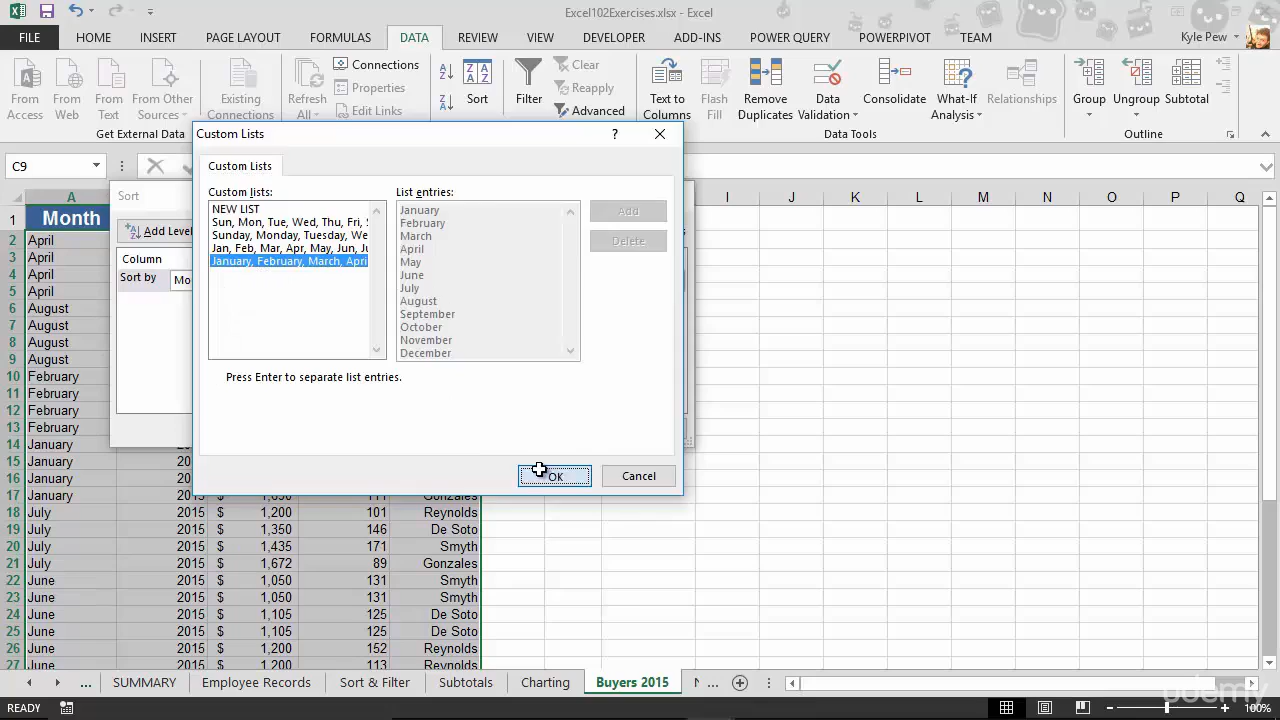 Excel102Exercises.xlsx - Excel
FILE HOME INSERT PAGE LAYOUT FORMULAS DATA REVIEW VIEW DEVELOPER ADD-INS POWER QUERY POWERPIVOT TEAM Kyle Pew
From Access
From Web
From Text
From Other Sources
Existing Connections
Get External Data
Refresh All
Connections
Properties
Edit Links
Sort
Filter
Clear
Reapply
Advanced
Text to Columns
Flash Fill
Remove Duplicates
Data Validation
Consolidate
What-If Analysis
Relationships
Data Tools
Group
Ungroup
Subtotal
Outline
C9
Custom Lists
?
Custom Lists
Custom lists:
NEW LIST
Sun, Mon, Tue, Wed, Thu, Fri,
Sunday, Monday, Tuesday, We
Jan, Feb, Mar, Apr, May, Jun, Ju
January, February, March, Apri
List entries:
January
February
March
April
May
June
July
August
September
October
November
December
Add
Delete
Press Enter to separate list entries.
OK Cancel
Sort
Add Level
Column
Sort by Mo
A I J K L M N O P Q
1 Month
2 April
3 April
4 April
5 April
6 August
7 August
8 August
9 August
10 February
11 February
12 February
13 February
14 January
15 January
16 January
17 January 2015 $ 1,050 111 Gonzales
18 July 2015 $ 1,200 101 Reynolds
19 July 2015 $ 1,350 146 De Soto
20 July 2015 $ 1,435 171 Smyth
21 July 2015 $ 1,672 89 Gonzales
22 June 2015 $ 1,050 131 Smyth
23 June 2015 $ 1,050 131 Smyth
24 June 2015 $ 1,105 125 De Soto
25 June 2015 $ 1,105 125 De Soto
26 June 2015 $ 1,200 152 Reynolds
27 June 2015 $ 1,200 113 Reynolds
... SUMMARY Employee Records Sort & Filter Subtotals Charting Buyers 2015 ...
READY 100%
udemy